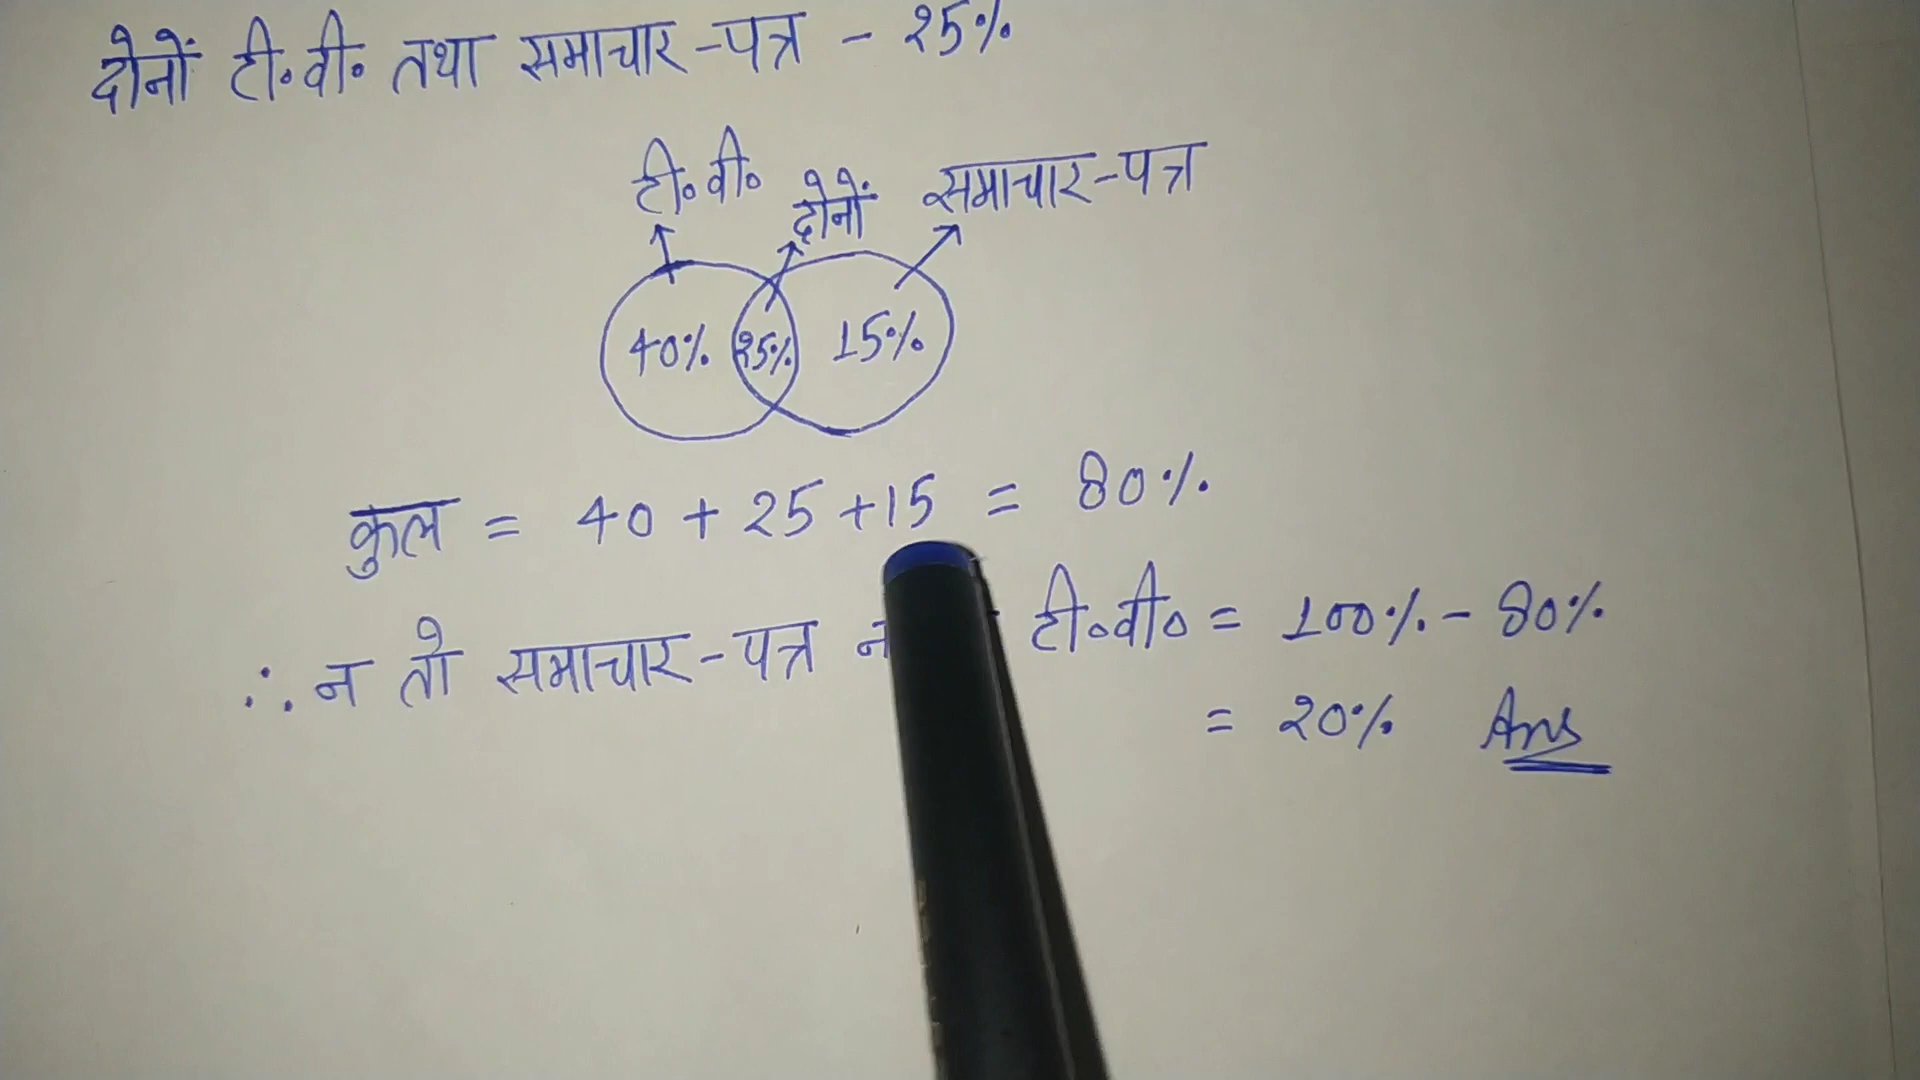 दोनों टी॰वी॰ तथा समाचार-पत्र - 25%
टी॰वी॰ दोनों समाचार-पत्र
40% 25% 15%
कुल = 40 + 25 + 15 = 80%
∴ न तो समाचार-पत्र न टी॰वी॰ = 100% - 80%
= 20% Ans